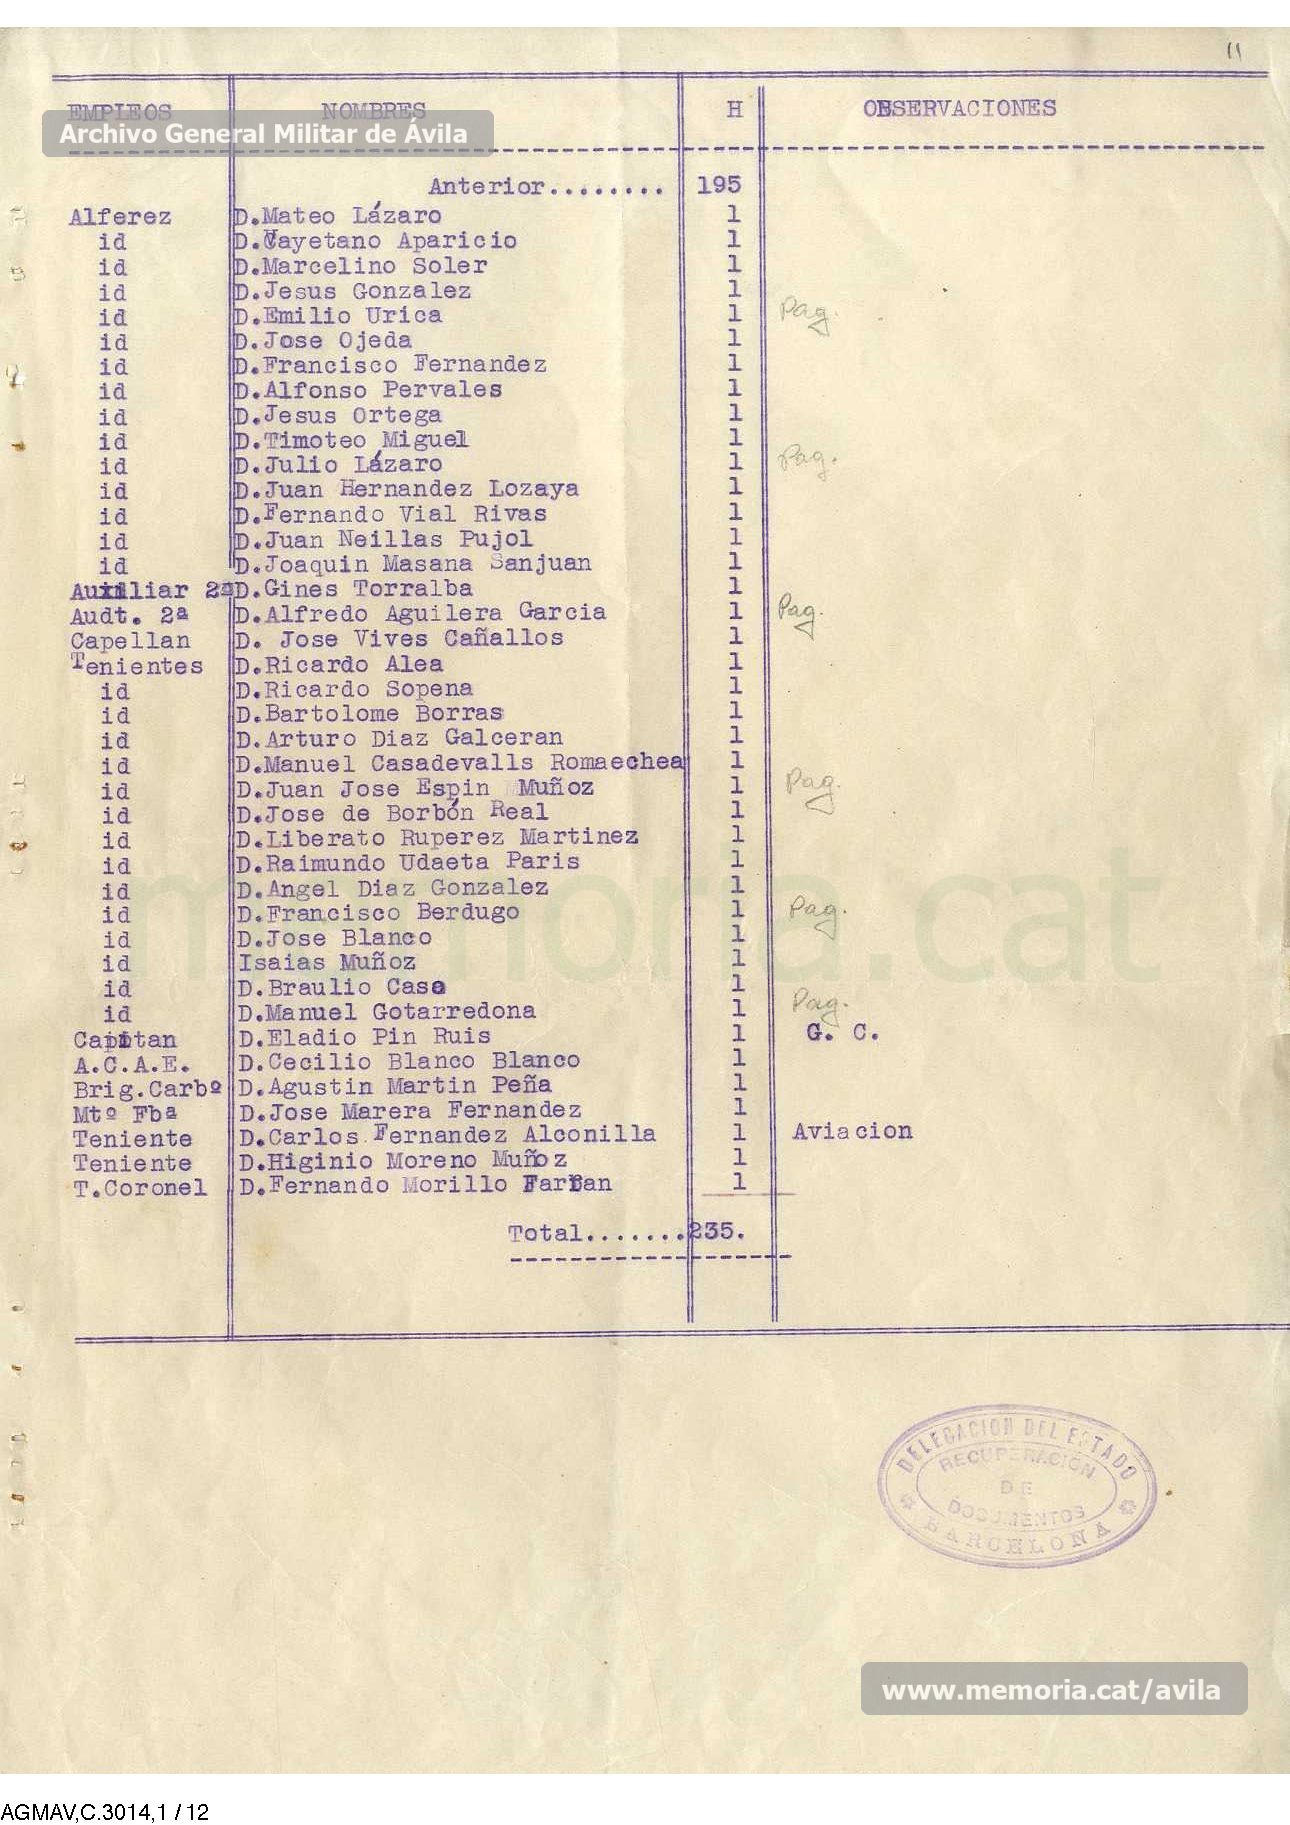 11
EMPLEOS NOMBRES H OBSERVACIONES
Archivo General Militar de Ávila
Anterior........ 195
Alferez D.Mateo Lázaro 1
id D.Cayetano Aparicio 1
id D.Marcelino Soler 1
id D.Jesus Gonzalez 1
id D.Emilio Urica 1 Pag.
id D.Jose Ojeda 1
id D.Francisco Fernandez 1
id D.Alfonso Pervales 1
id D.Jesus Ortega 1
id D.Timoteo Miguel 1
id D.Julio Lázaro 1 Pag.
id D.Juan Hernandez Lozaya 1
id D.Fernando Vial Rivas 1
id D.Juan Neillas Pujol 1
id D.Joaquin Masana Sanjuan 1
Auxiliar 2ª D.Gines Torralba 1
Audt. 2ª D.Alfredo Aguilera Garcia 1 Pag.
Capellan D. Jose Vives Cañallos 1
Tenientes D.Ricardo Alea 1
id D.Ricardo Sopena 1
id D.Bartolome Borras 1
id D.Arturo Diaz Galceran 1
id D.Manuel Casadevalls Romaechea 1
id D.Juan Jose Espin Muñoz 1 Pag.
id D.Jose de Borbón Real 1
id D.Liberato Ruperez Martinez 1
id D.Raimundo Udaeta Paris 1
id D.Angel Diaz Gonzalez 1
id D.Francisco Berdugo 1 Pag.
id D.Jose Blanco 1
id Isaias Muñoz 1
id D.Braulio Caso 1
id D.Manuel Gotarredona 1 Pag.
Capitan D.Eladio Pin Ruis 1 G. C.
A.C.A.E. D.Cecilio Blanco Blanco 1
Brig.Carbº D.Agustin Martin Peña 1
Mtº Fbª D.Jose Marera Fernandez 1
Teniente D.Carlos Fernandez Alconilla 1 Aviacion
Teniente D.Higinio Moreno Muñoz 1
T.Coronel D.Fernando Morillo Farfan 1
Total.......235.
memoria.cat
DELEGACION DEL ESTADO
RECUPERACIÓN
DE
DOCUMENTOS
BARCELONA
www.memoria.cat/avila
AGMAV,C.3014,1 / 12